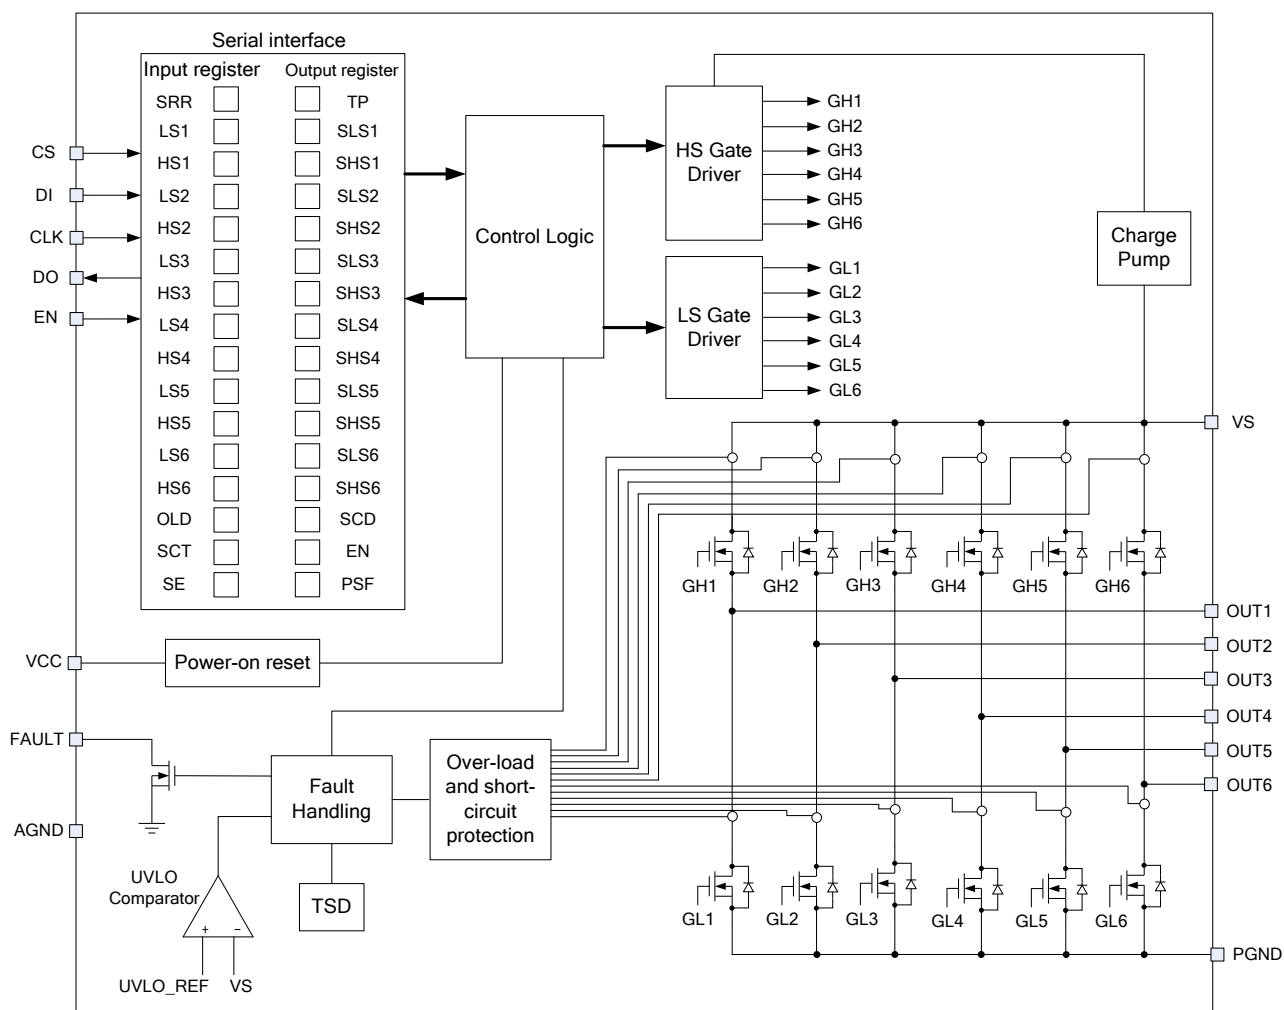 Serial interface
Input register
Output register
SRR
TP
LS1
SLS1
HS1
SHS1
LS2
SLS2
HS2
SHS2
LS3
SLS3
HS3
SHS3
LS4
SLS4
HS4
SHS4
LS5
SLS5
HS5
SHS5
LS6
SLS6
HS6
SHS6
OLD
SCD
SCT
EN
SE
PSF
CS
DI
CLK
DO
EN
Control Logic
HS Gate
Driver
GH1
GH2
GH3
GH4
GH5
GH6
LS Gate
Driver
GL1
GL2
GL3
GL4
GL5
GL6
Charge
Pump
VS
GH1
GH2
GH3
GH4
GH5
GH6
OUT1
OUT2
OUT3
OUT4
OUT5
OUT6
VCC
Power-on reset
FAULT
AGND
Fault
Handling
Over-load
and short-
circuit
protection
UVLO
Comparator
+
−
UVLO_REF
VS
TSD
GL1
GL2
GL3
GL4
GL5
GL6
PGND